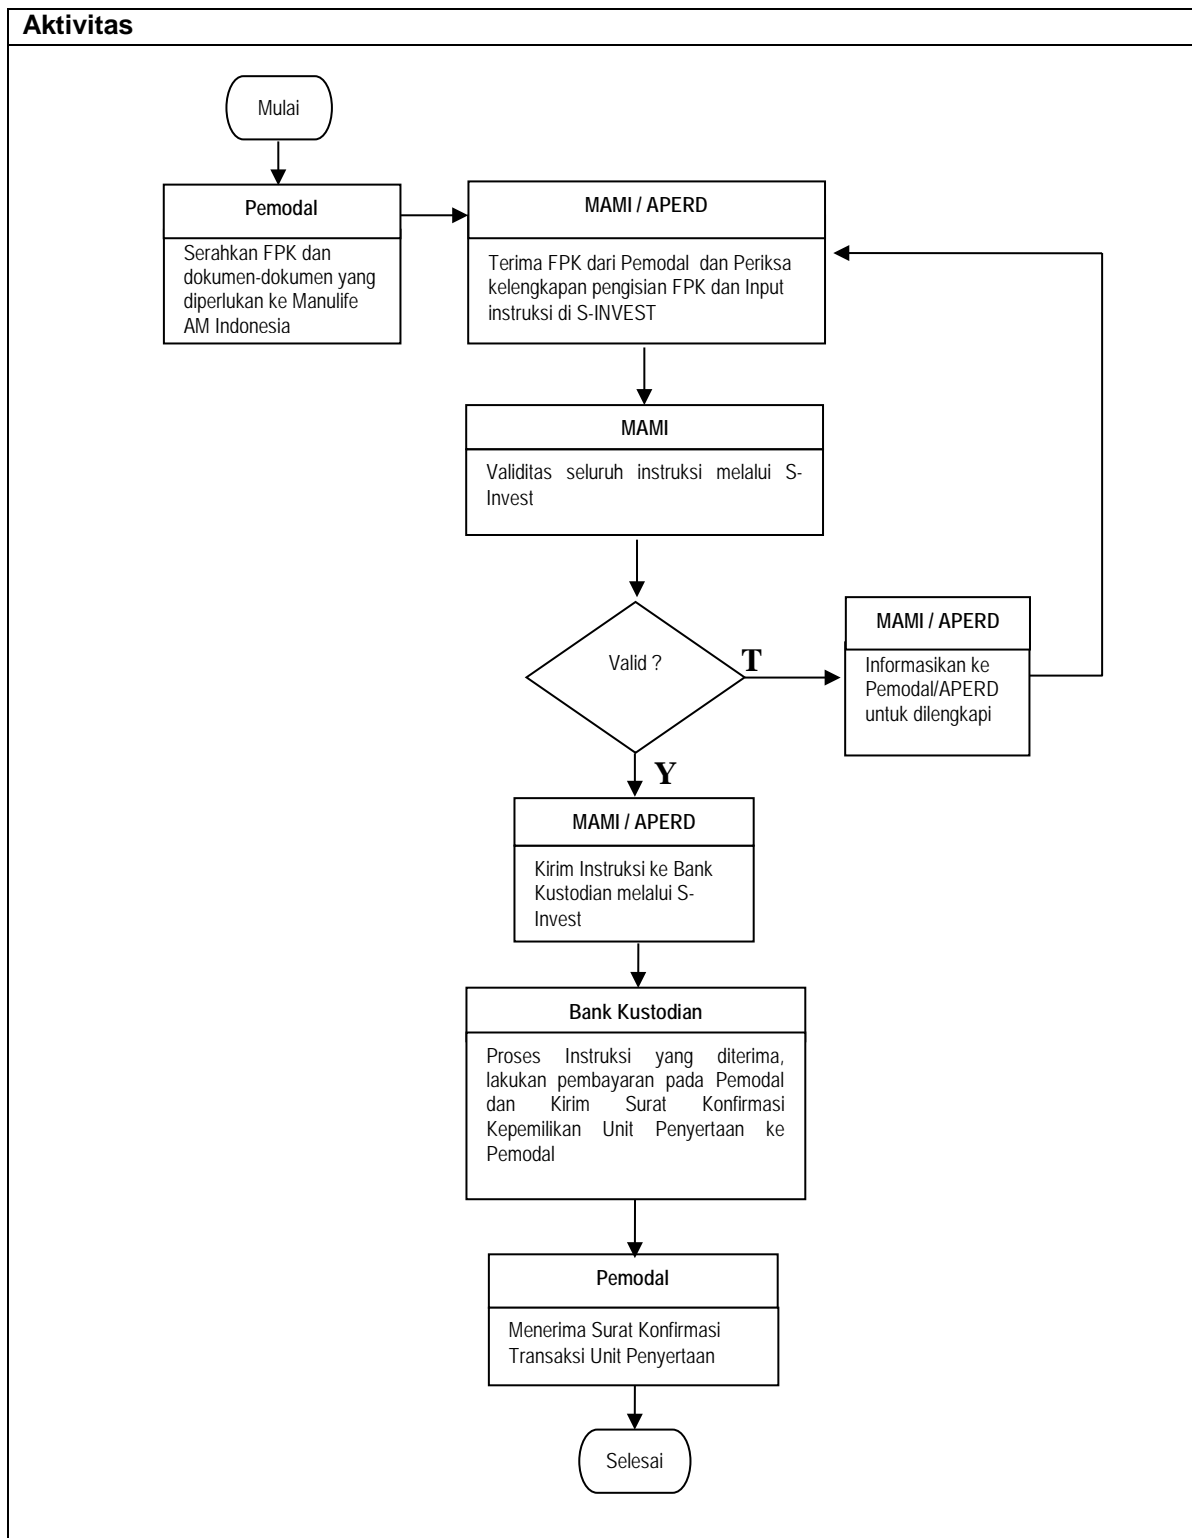 Aktivitas
Mulai
Pemodal
Serahkan FPK dan
dokumen-dokumen yang
diperlukan ke Manulife
AM Indonesia
MAMI / APERD
Terima FPK dari Pemodal dan Periksa
kelengkapan pengisian FPK dan Input
instruksi di S-INVEST
MAMI
Validitas seluruh instruksi melalui S-
Invest
Valid ?
T
MAMI / APERD
Informasikan ke
Pemodal/APERD
untuk dilengkapi
Y
MAMI / APERD
Kirim Instruksi ke Bank
Kustodian melalui S-
Invest
Bank Kustodian
Proses Instruksi yang diterima,
lakukan pembayaran pada Pemodal
dan Kirim Surat Konfirmasi
Kepemilikan Unit Penyertaan ke
Pemodal
Pemodal
Menerima Surat Konfirmasi
Transaksi Unit Penyertaan
Selesai